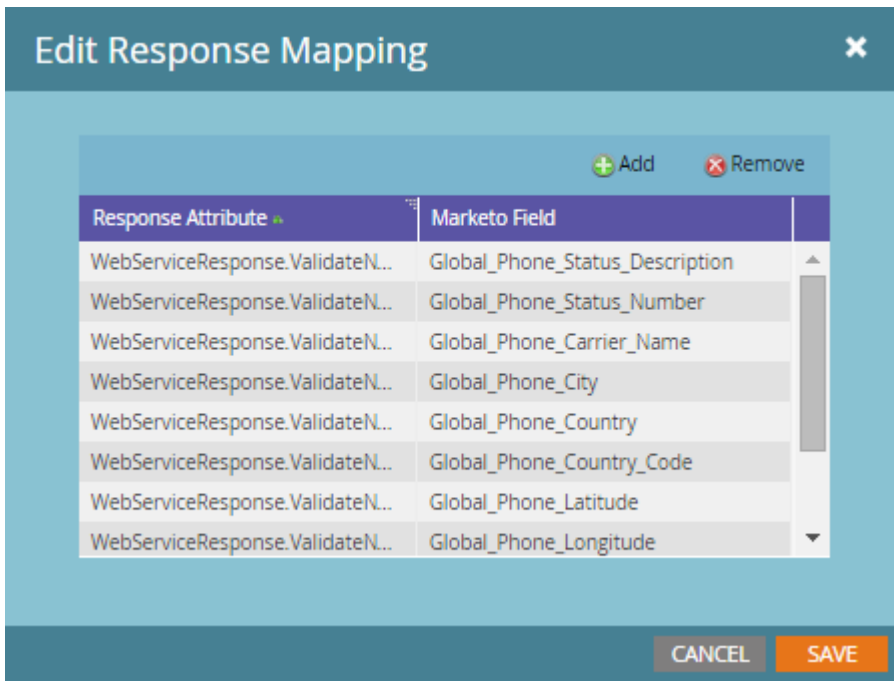 Edit Response Mapping
Add Remove
Response Attribute Marketo Field
WebServiceResponse.ValidateN... Global_Phone_Status_Description
WebServiceResponse.ValidateN... Global_Phone_Status_Number
WebServiceResponse.ValidateN... Global_Phone_Carrier_Name
WebServiceResponse.ValidateN... Global_Phone_City
WebServiceResponse.ValidateN... Global_Phone_Country
WebServiceResponse.ValidateN... Global_Phone_Country_Code
WebServiceResponse.ValidateN... Global_Phone_Latitude
WebServiceResponse.ValidateN... Global_Phone_Longitude
CANCEL SAVE